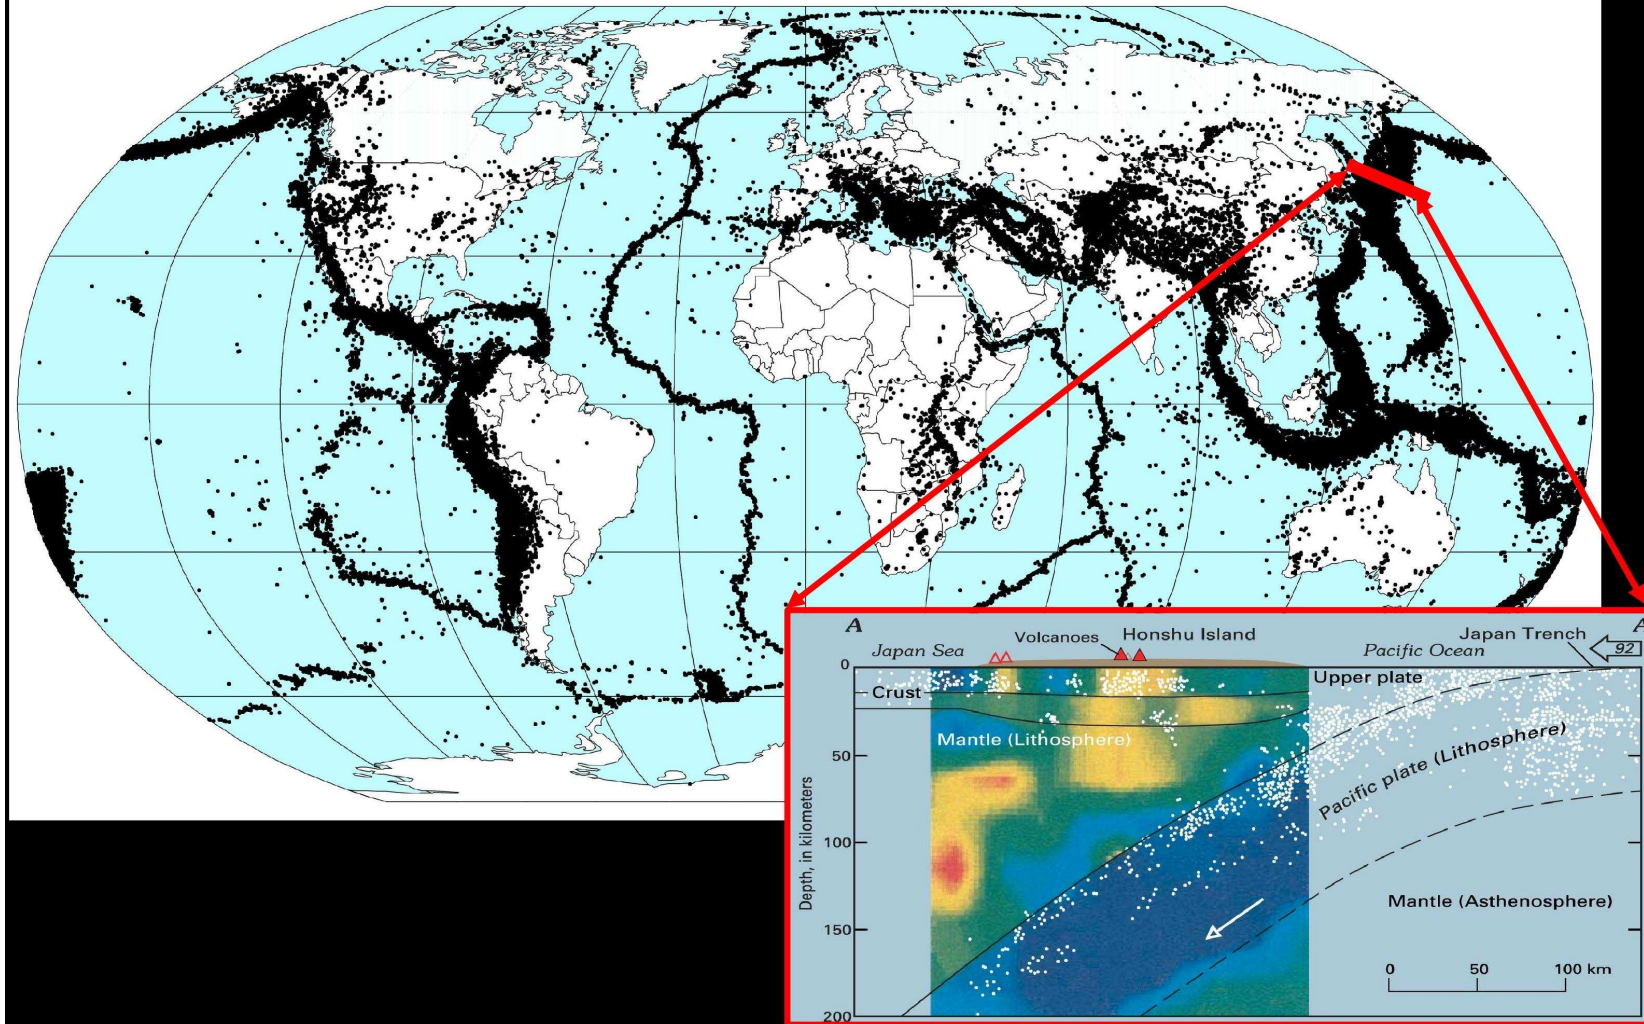 A
A
Japan Sea
Volcanoes
Honshu Island
Pacific Ocean
Japan Trench
92
0
Crust
Upper plate
Mantle (Lithosphere)
50
Pacific plate (Lithosphere)
100
Depth, in kilometers
Mantle (Asthenosphere)
150
0
50
100 km
200